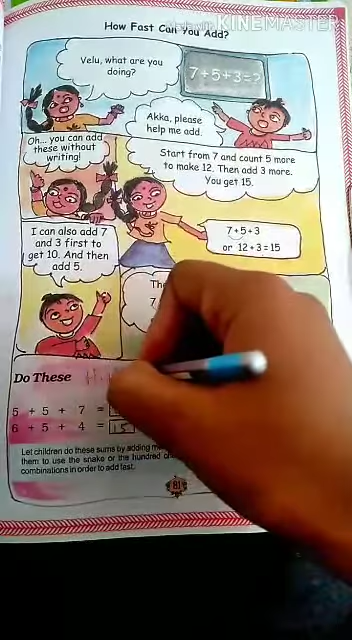 Made with KINEMASTER
How Fast Can You Add?
Velu, what are you
doing?
7+5+3=?
Akka, please
help me add.
Oh... you can add
these without
writing!
Start from 7 and count 5 more
to make 12. Then add 3 more.
You get 15.
7 + 5 + 3
or 12 + 3 = 15
I can also add 7
and 3 first to
get 10. And then
add 5.
7
Do These
5 + 5 + 7 =
6 + 5 + 4 = 15
Let children do these sums by adding
them to use the snake or the hundred
combinations in order to add fast.
81